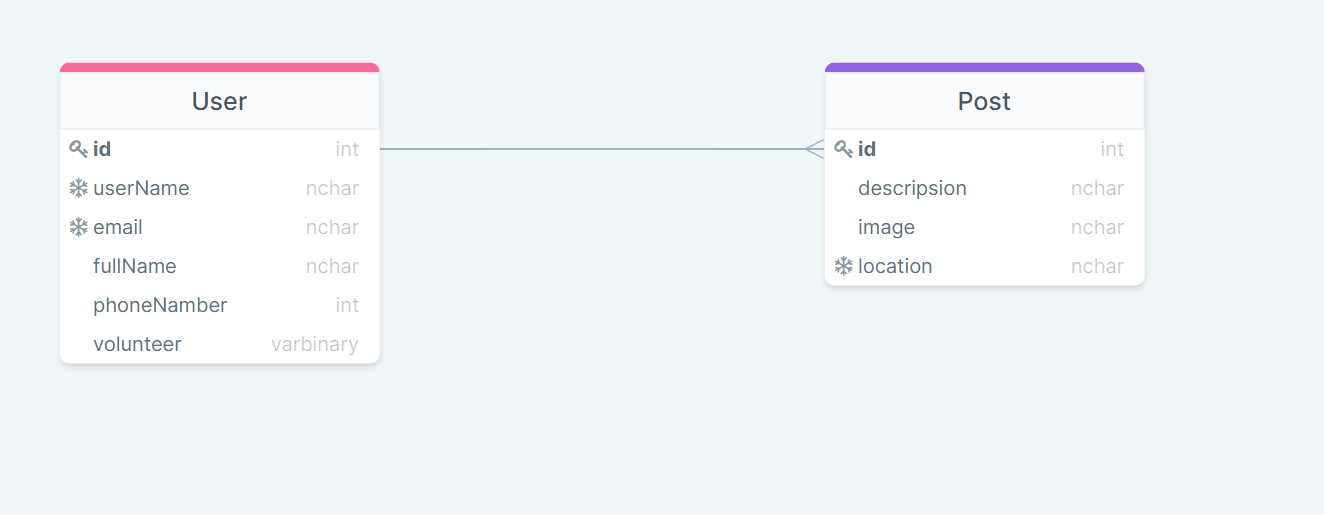 User
id int
userName nchar
email nchar
fullName nchar
phoneNamber int
volunteer varbinary
Post
id int
descripsion nchar
image nchar
location nchar